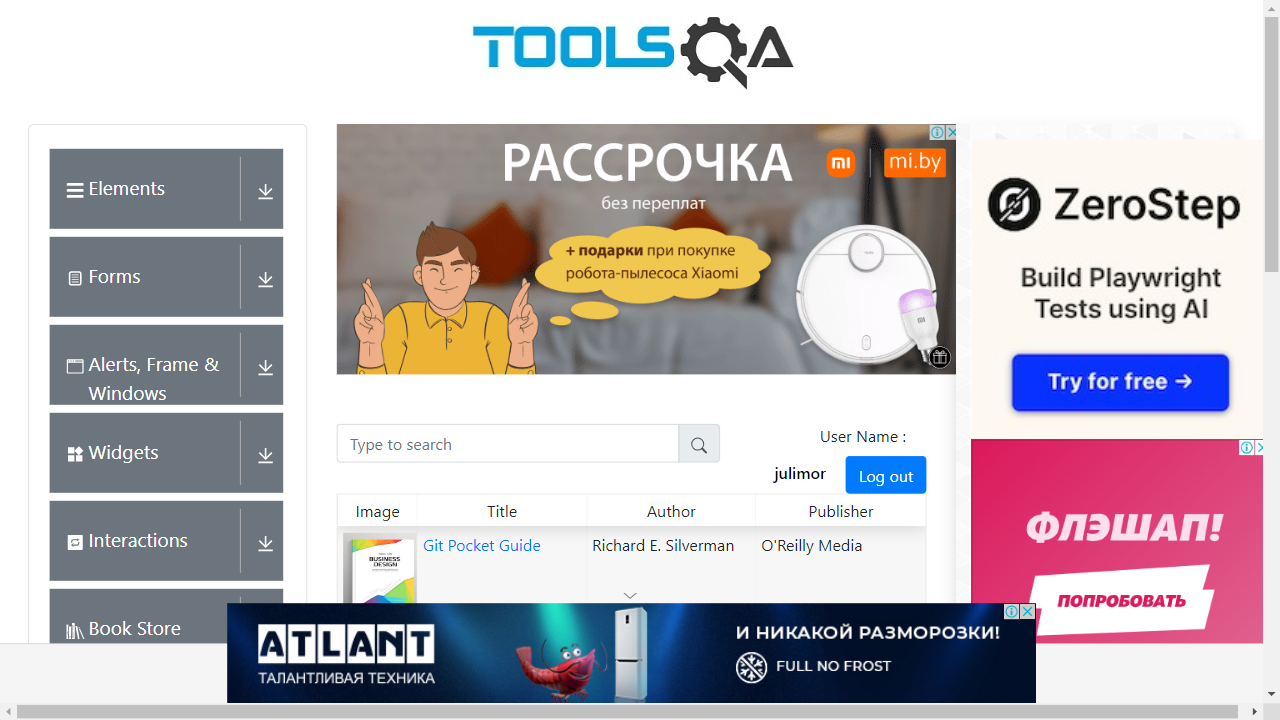 TOOLSQA
Elements
Forms
Alerts, Frame &
Windows
Widgets
Interactions
Book Store
РАССРОЧКА
без переплат
mi
mi.by
+ подарки при покупке
робота-пылесоса Xiaomi
Type to search
User Name :
julimor
Log out
Image Title Author Publisher
BUSINESS
DESIGN
Git Pocket Guide Richard E. Silverman O'Reilly Media
ZeroStep
Build Playwright
Tests using AI
Try for free →
ФЛЭШАП!
ПОПРОБОВАТЬ
ATLANT
ТАЛАНТЛИВАЯ ТЕХНИКА
И НИКАКОЙ РАЗМОРОЗКИ!
FULL NO FROST